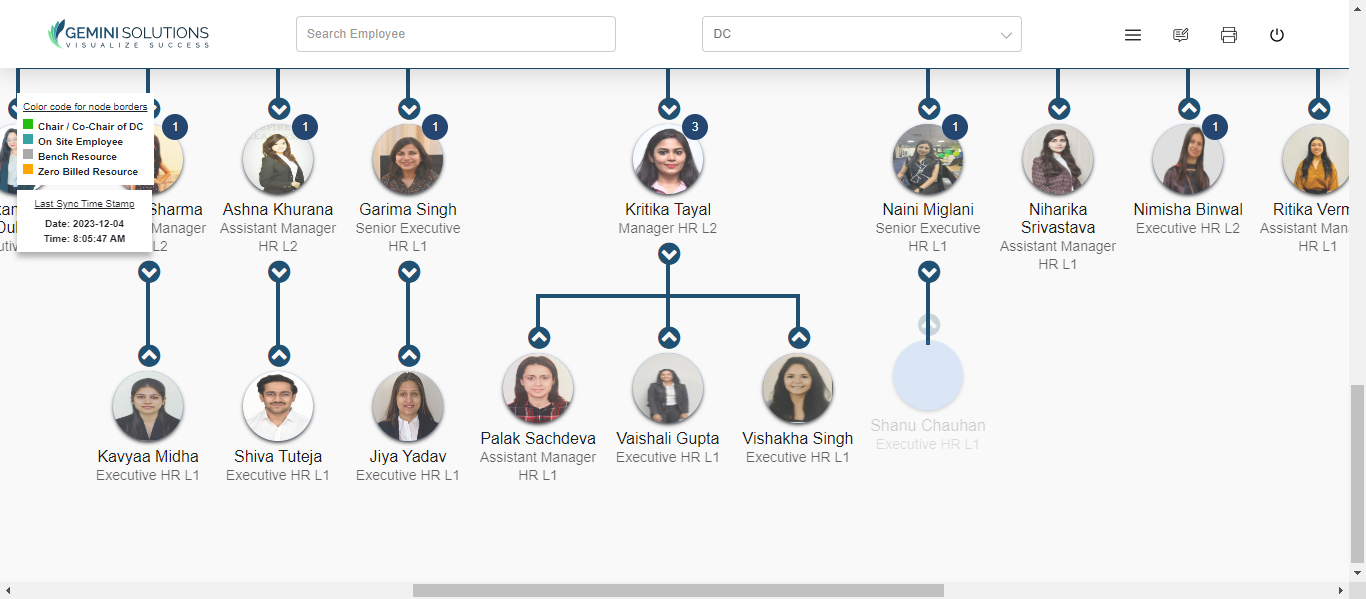 GEMINI SOLUTIONS
VISUALIZE SUCCESS
Search Employee
DC
Color code for node borders
Chair / Co-Chair of DC
On Site Employee
Bench Resource
Zero Billed Resource
Last Sync Time Stamp
Date: 2023-12-04
Time: 8:05:47 AM
1
1
1
3
1
1
Sharma
Manager
L2
Ashna Khurana
Assistant Manager
HR L2
Garima Singh
Senior Executive
HR L1
Kritika Tayal
Manager HR L2
Naini Miglani
Senior Executive
HR L1
Niharika
Srivastava
Assistant Manager
HR L1
Nimisha Binwal
Executive HR L2
Ritika Verm
Assistant Man
HR L1
Kavyaa Midha
Executive HR L1
Shiva Tuteja
Executive HR L1
Jiya Yadav
Executive HR L1
Palak Sachdeva
Assistant Manager
HR L1
Vaishali Gupta
Executive HR L1
Vishakha Singh
Executive HR L1
Shanu Chauhan
Executive HR L1